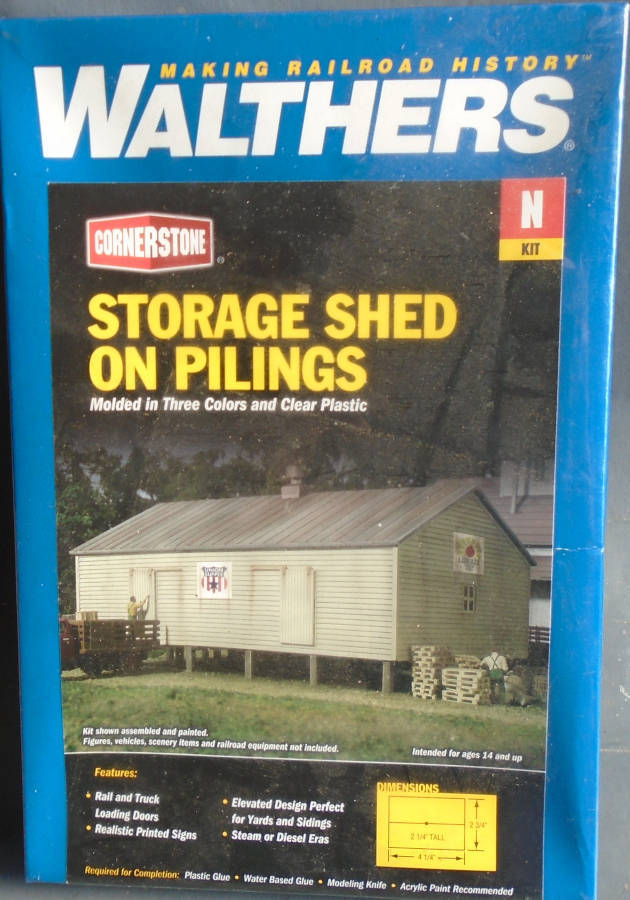 MAKING RAILROAD HISTORY™
WALTHERS®
N
KIT
CORNERSTONE®
STORAGE SHED
ON PILINGS
Molded in Three Colors and Clear Plastic
Kit shown assembled and painted.
Figures, vehicles, scenery items and railroad equipment not included.
Intended for ages 14 and up
Features:
• Rail and Truck
Loading Doors
• Realistic Printed Signs
• Elevated Design Perfect
for Yards and Sidings
• Steam or Diesel Eras
DIMENSIONS
2 1/4" TALL
2 3/4"
4 1/4"
Required for Completion: Plastic Glue • Water Based Glue • Modeling Knife • Acrylic Paint Recommended